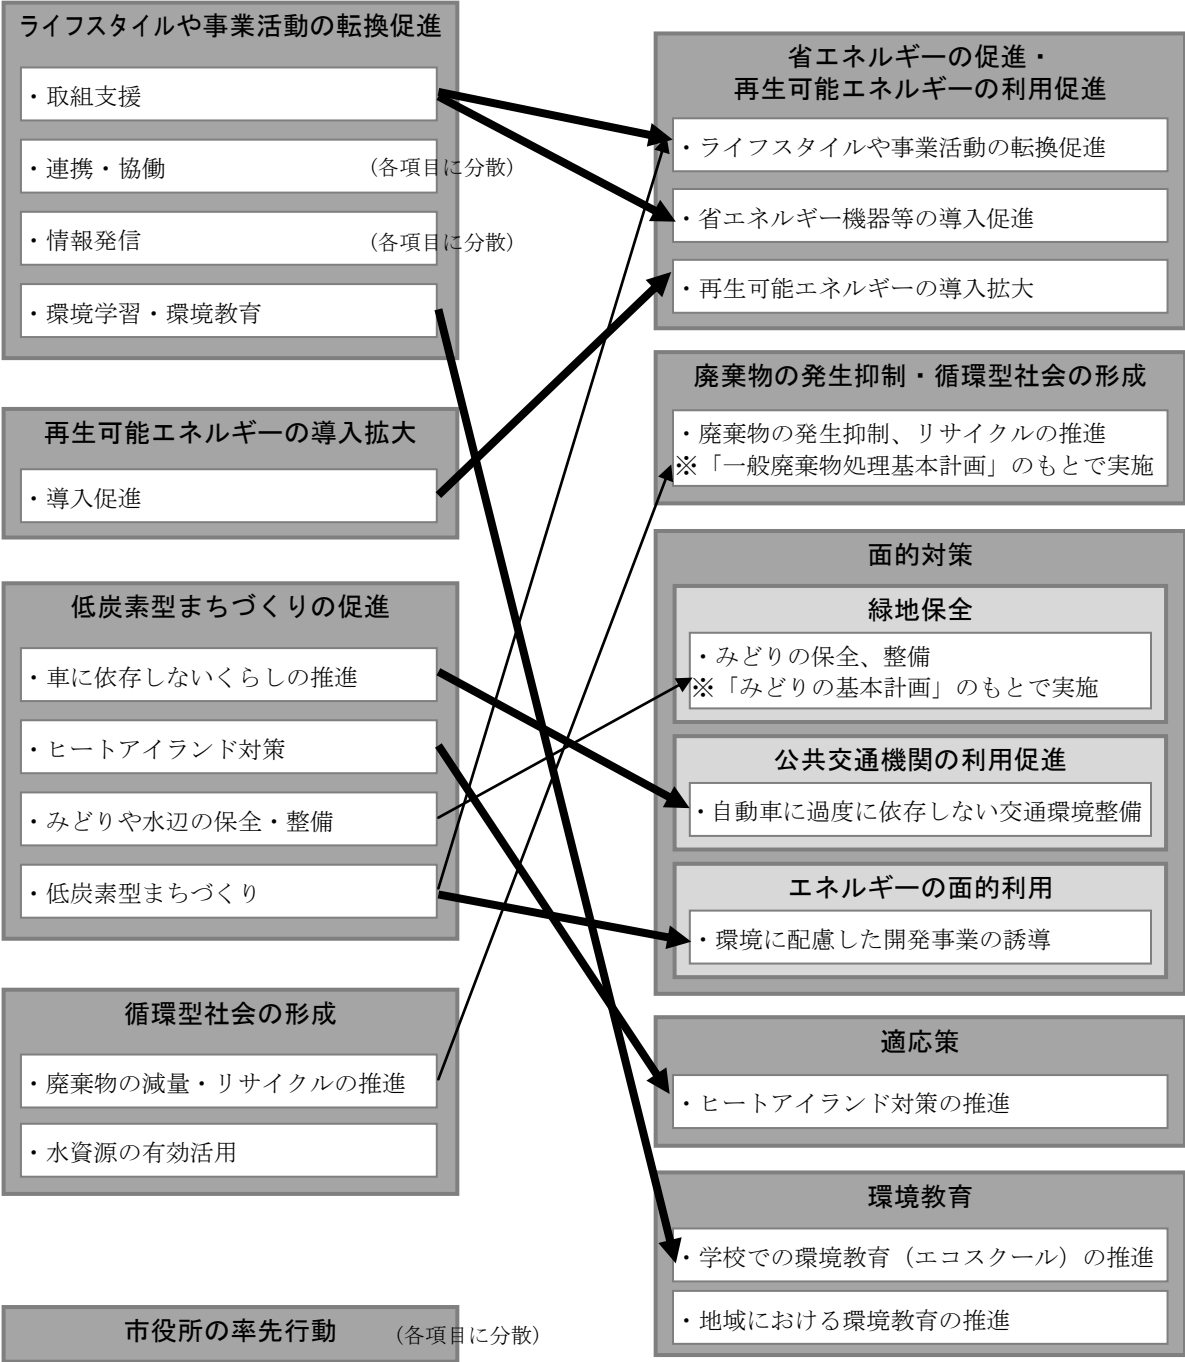 ライフスタイルや事業活動の転換促進
・取組支援
・連携・協働
(各項目に分散)
・情報発信
(各項目に分散)
・環境学習・環境教育
再生可能エネルギーの導入拡大
・導入促進
低炭素型まちづくりの促進
・車に依存しないくらしの推進
・ヒートアイランド対策
・みどりや水辺の保全・整備
・低炭素型まちづくり
循環型社会の形成
・廃棄物の減量・リサイクルの推進
・水資源の有効活用
市役所の率先行動
(各項目に分散)
省エネルギーの促進・
再生可能エネルギーの利用促進
・ライフスタイルや事業活動の転換促進
・省エネルギー機器等の導入促進
・再生可能エネルギーの導入拡大
廃棄物の発生抑制・循環型社会の形成
・廃棄物の発生抑制、リサイクルの推進
※「一般廃棄物処理基本計画」のもとで実施
面的対策
緑地保全
・みどりの保全、整備
※「みどりの基本計画」のもとで実施
公共交通機関の利用促進
・自動車に過度に依存しない交通環境整備
エネルギーの面的利用
・環境に配慮した開発事業の誘導
適応策
・ヒートアイランド対策の推進
環境教育
・学校での環境教育（エコスクール）の推進
・地域における環境教育の推進